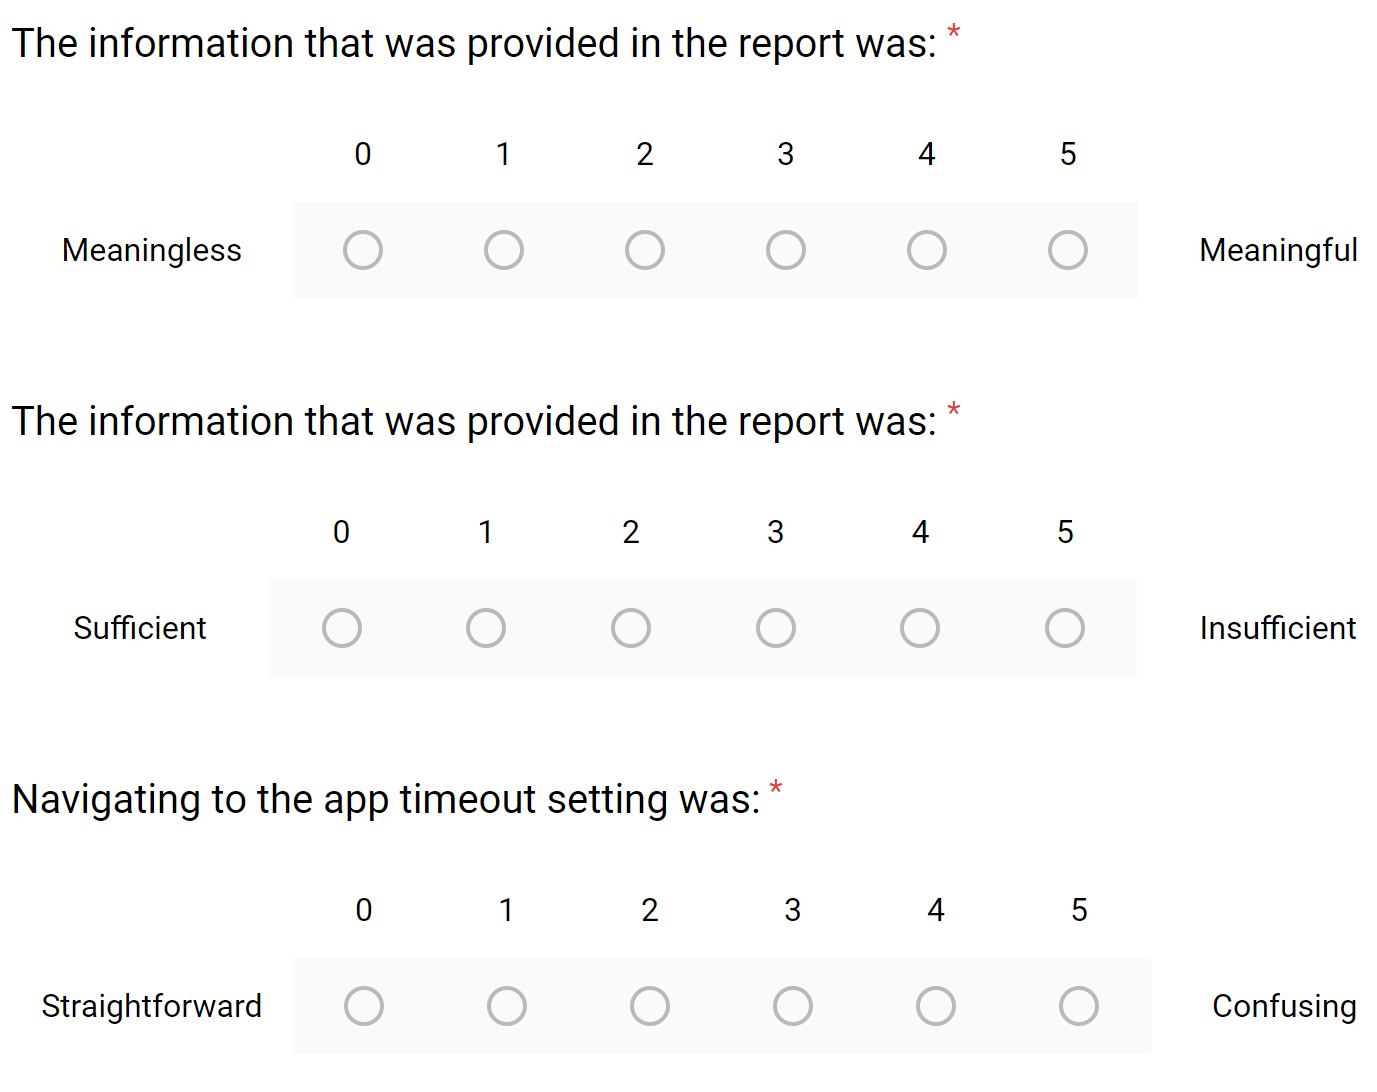 The information that was provided in the report was: *
0 1 2 3 4 5
Meaningless Meaningful
The information that was provided in the report was: *
0 1 2 3 4 5
Sufficient Insufficient
Navigating to the app timeout setting was: *
0 1 2 3 4 5
Straightforward Confusing